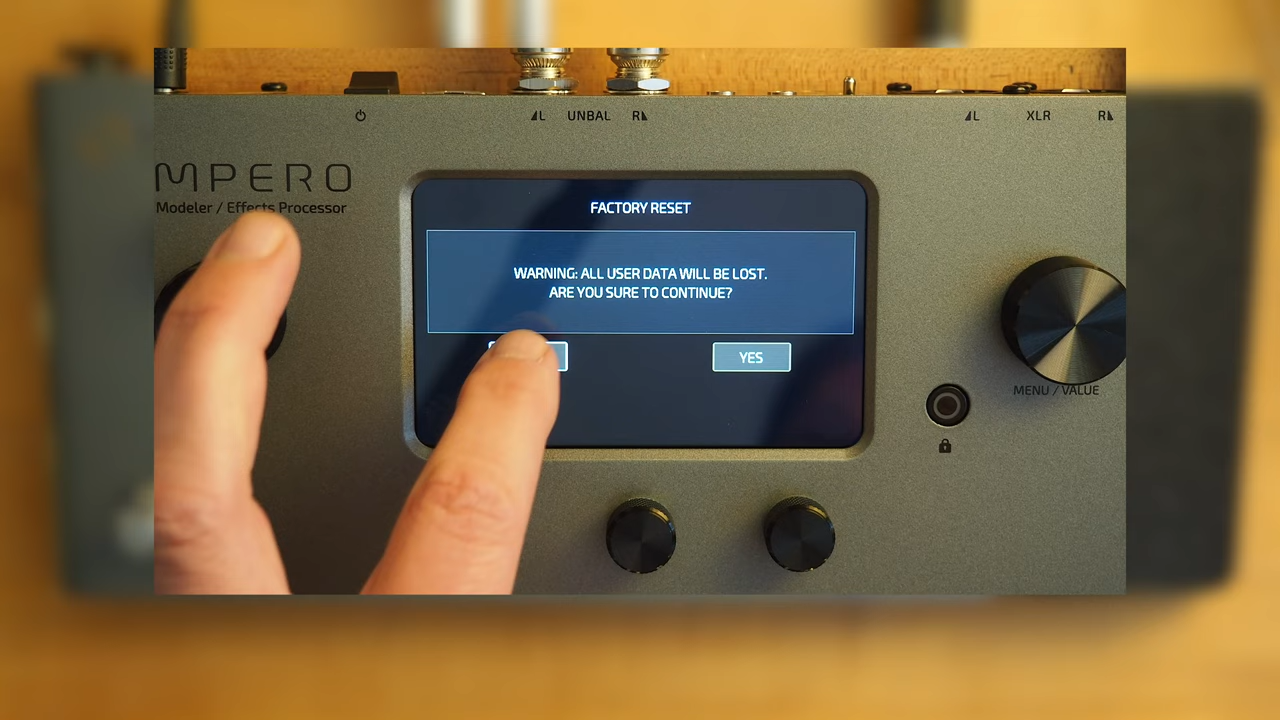 L UNBAL R
L XLR R
MPERO
Modeler / Effects Processor
FACTORY RESET
WARNING: ALL USER DATA WILL BE LOST.
ARE YOU SURE TO CONTINUE?
YES
MENU / VALUE